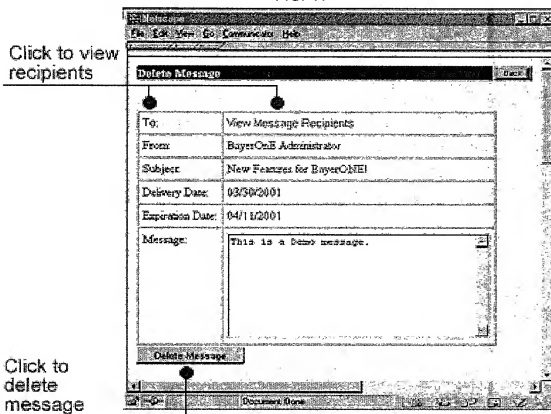 Netscape
File Edit View Go Communicator Help
Click to view
recipients
Delete Message
Back
To: View Message Recipients
From: BayerOnE Administrator
Subject: New Features for BayerONE!
Delivery Date: 03/30/2001
Expiration Date: 04/11/2001
Message: This is a Demo message.
Delete Message
Click to
delete
message
Document Done